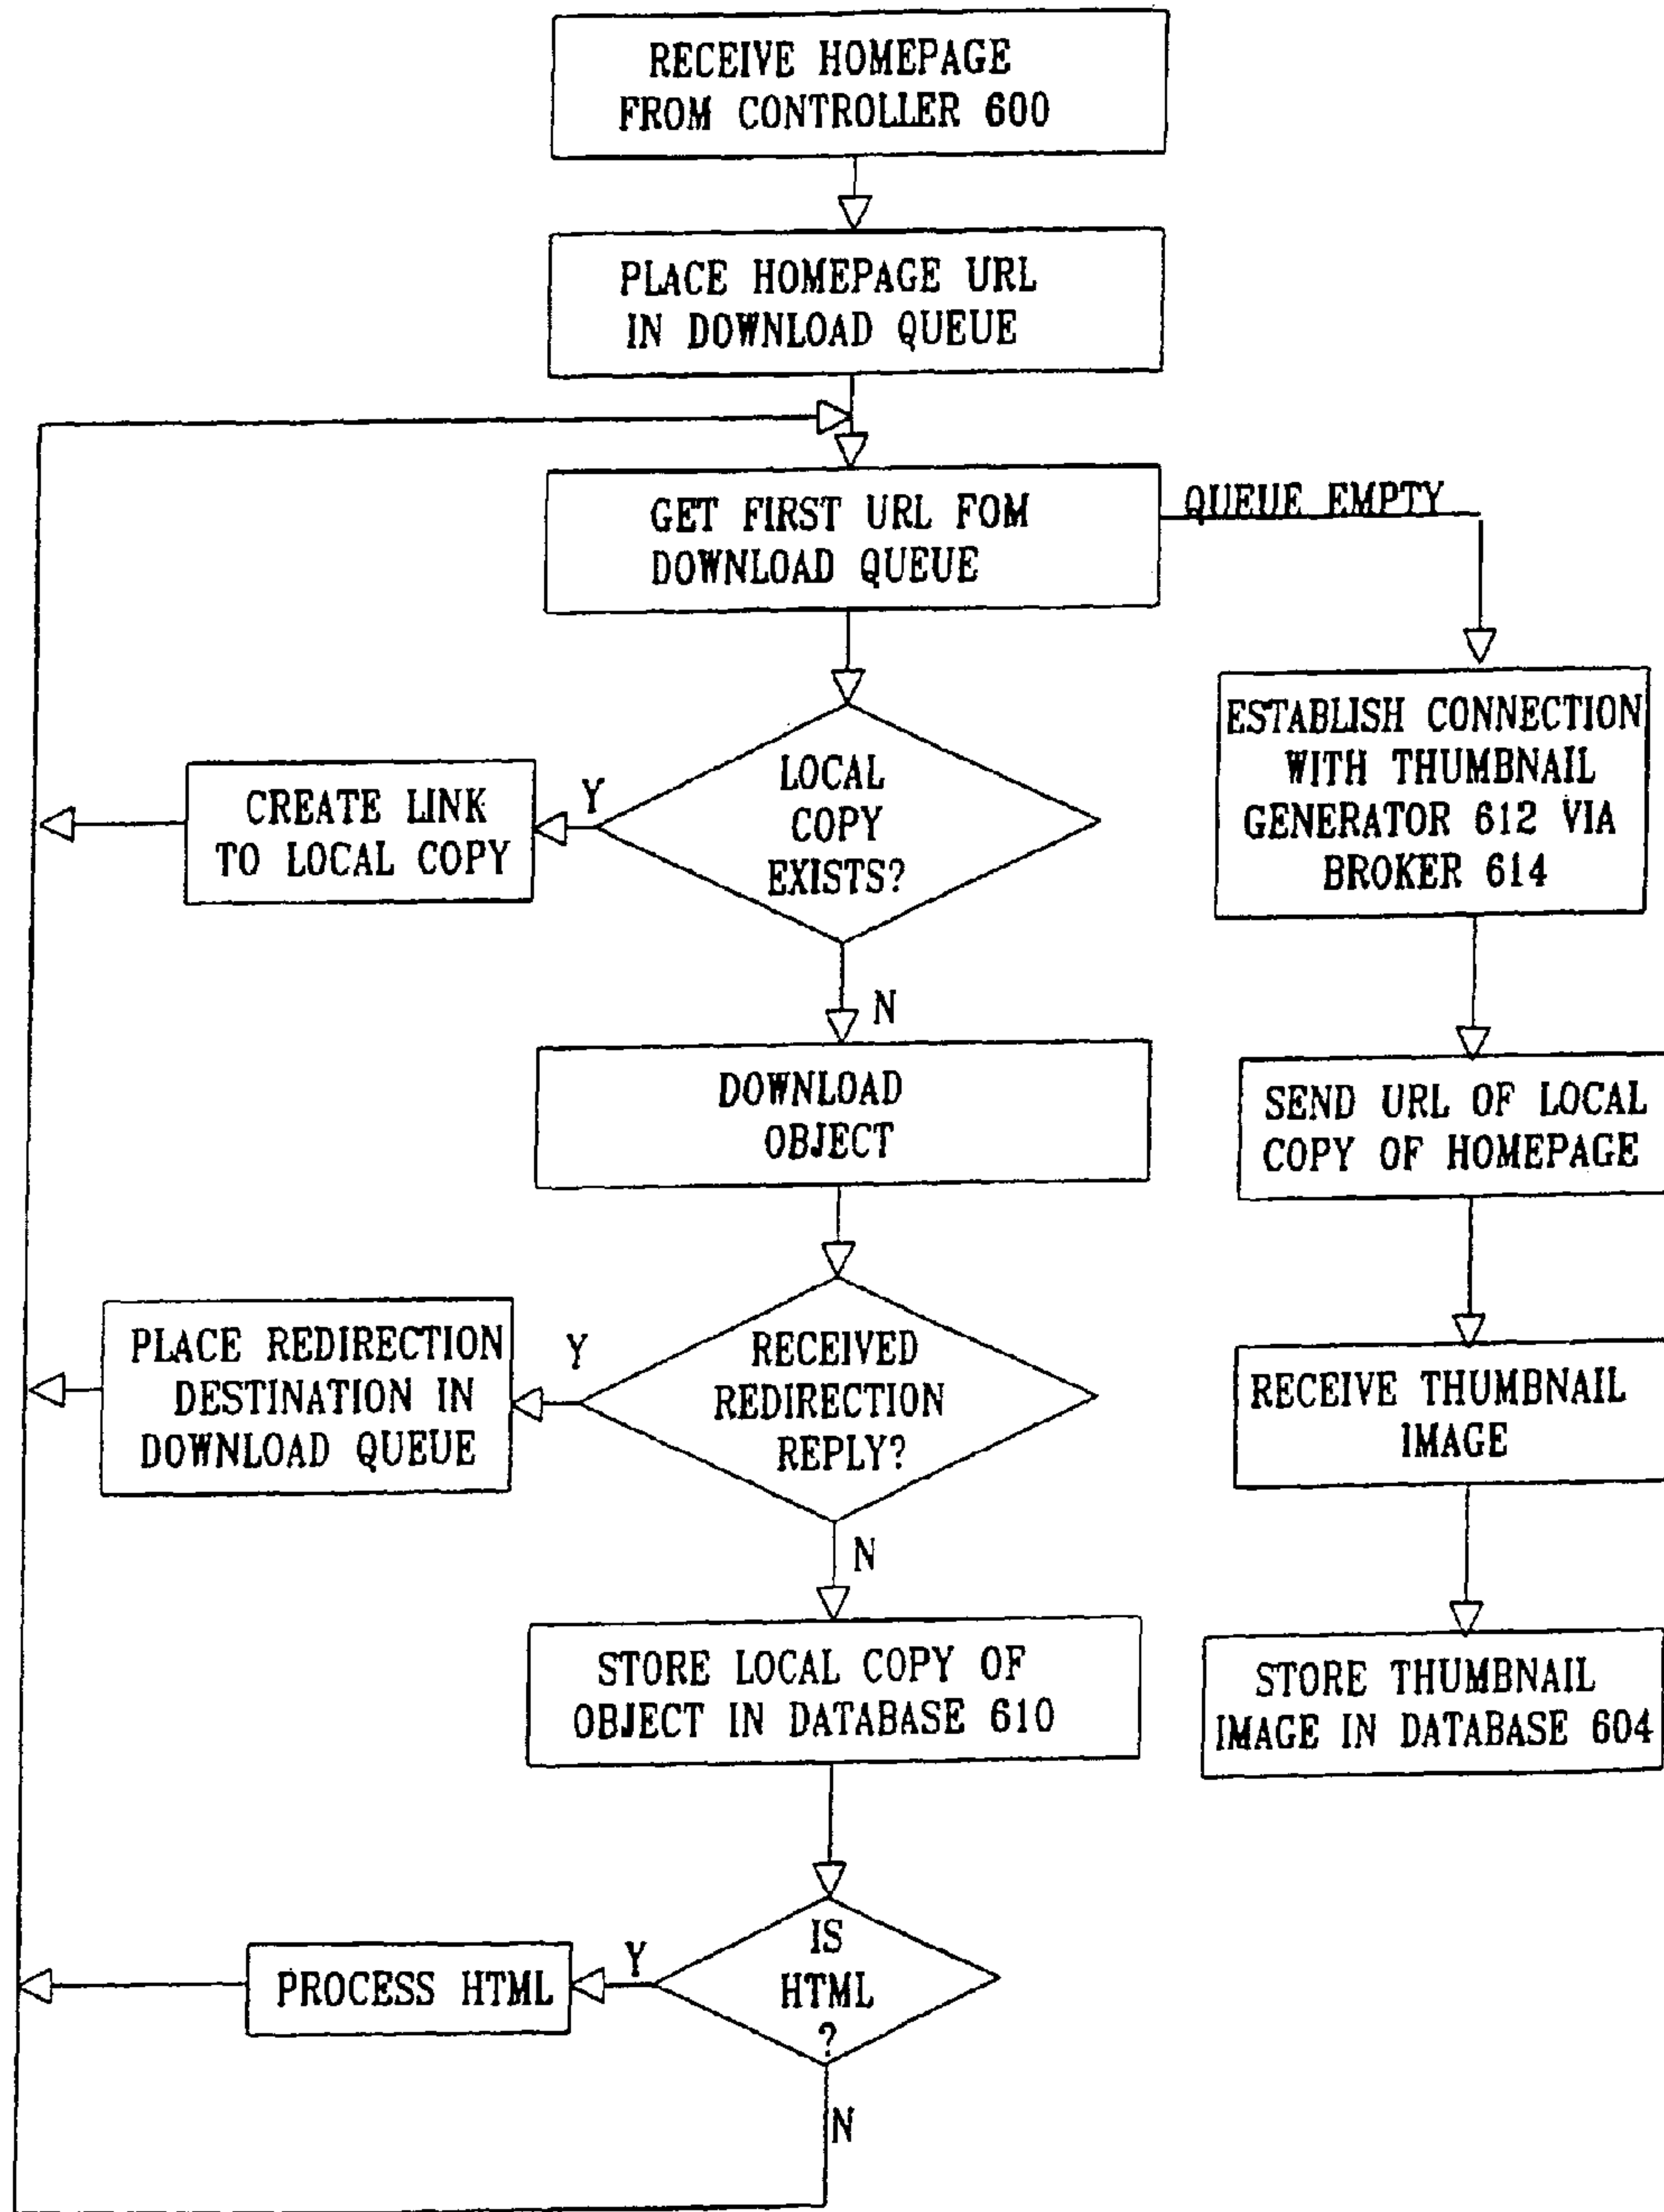 RECEIVE HOMEPAGE
FROM CONTROLLER 600
PLACE HOMEPAGE URL
IN DOWNLOAD QUEUE
GET FIRST URL FOM
DOWNLOAD QUEUE
QUEUE EMPTY
LOCAL
COPY
EXISTS?
Y
CREATE LINK
TO LOCAL COPY
N
ESTABLISH CONNECTION
WITH THUMBNAIL
GENERATOR 612 VIA
BROKER 614
DOWNLOAD
OBJECT
SEND URL OF LOCAL
COPY OF HOMEPAGE
RECEIVED
REDIRECTION
REPLY?
Y
PLACE REDIRECTION
DESTINATION IN
DOWNLOAD QUEUE
N
RECEIVE THUMBNAIL
IMAGE
STORE LOCAL COPY OF
OBJECT IN DATABASE 610
STORE THUMBNAIL
IMAGE IN DATABASE 604
IS
HTML
?
Y
PROCESS HTML
N